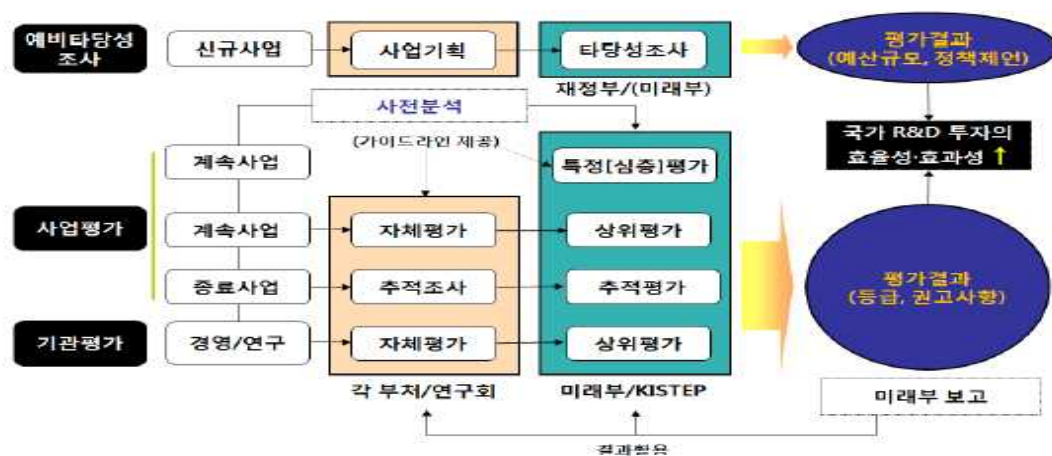 예비타당성
조사
신규사업
사업기획
타당성조사
평가결과
(예산규모, 정책제언)
재정부/(미래부)
사전분석
(가이드라인 제공)
국가 R&D 투자의
효율성·효과성 ↑
계속사업
특정[심층]평가
사업평가
계속사업
자체평가
상위평가
종료사업
추적조사
추적평가
평가결과
(등급, 권고사항)
기관평가
경영/연구
자체평가
상위평가
각 부처/연구회
미래부/KISTEP
미래부 보고
결과활용